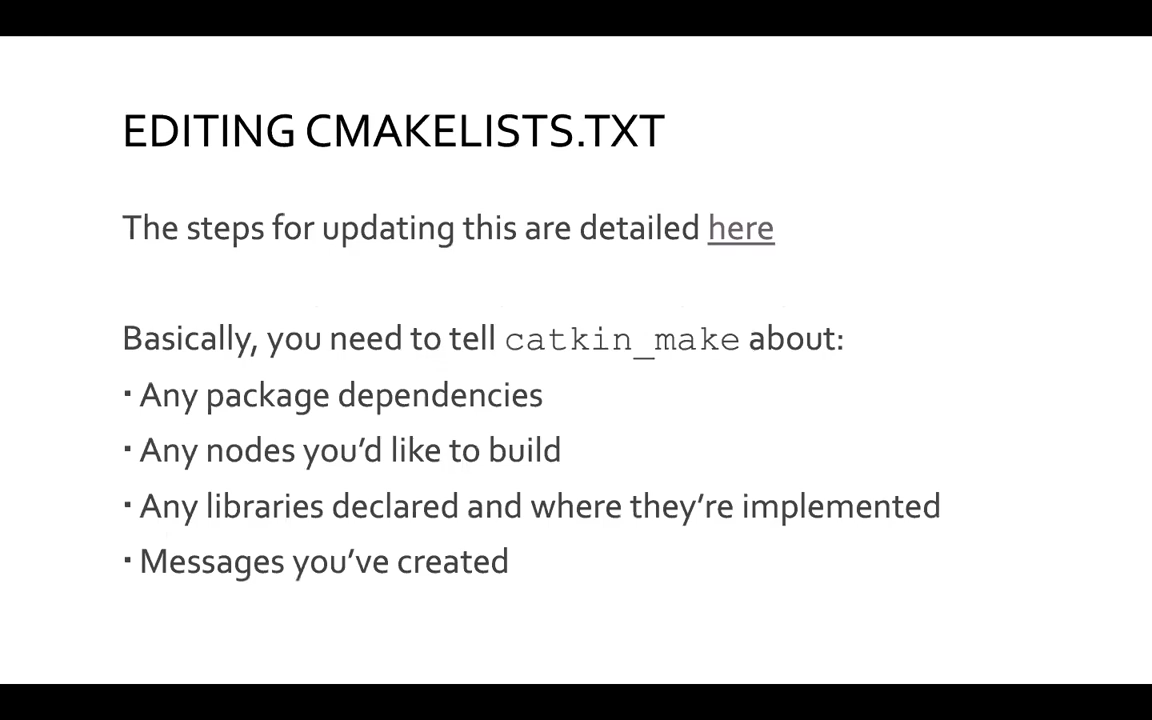 EDITING CMAKELISTS.TXT
The steps for updating this are detailed here
Basically, you need to tell catkin_make about:
▪ Any package dependencies
▪ Any nodes you’d like to build
▪ Any libraries declared and where they’re implemented
▪ Messages you’ve created